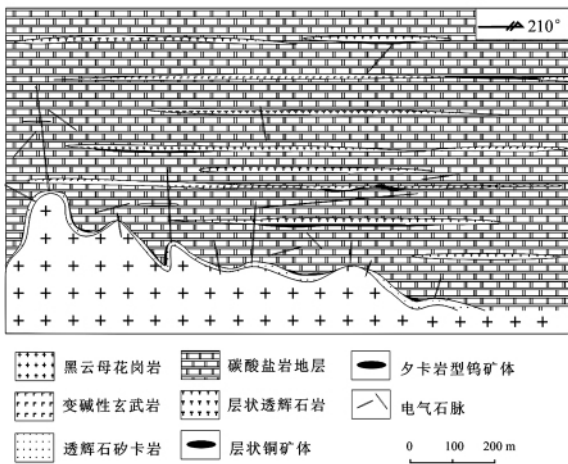 210°
黑云母花岗岩 碳酸盐岩地层 夕卡岩型钨矿体
变碱性玄武岩 层状透辉石岩 电气石脉
透辉石矽卡岩 层状铜矿体
0 100 200 m